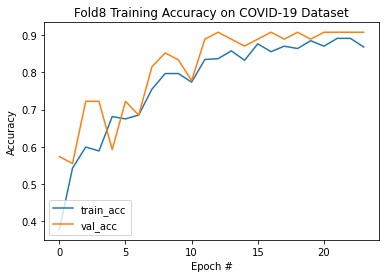 Fold8 Training Accuracy on COVID-19 Dataset
Accuracy
0.9
0.8
0.7
0.6
0.5
0.4
train_acc
val_acc
0 5 10 15 20
Epoch #